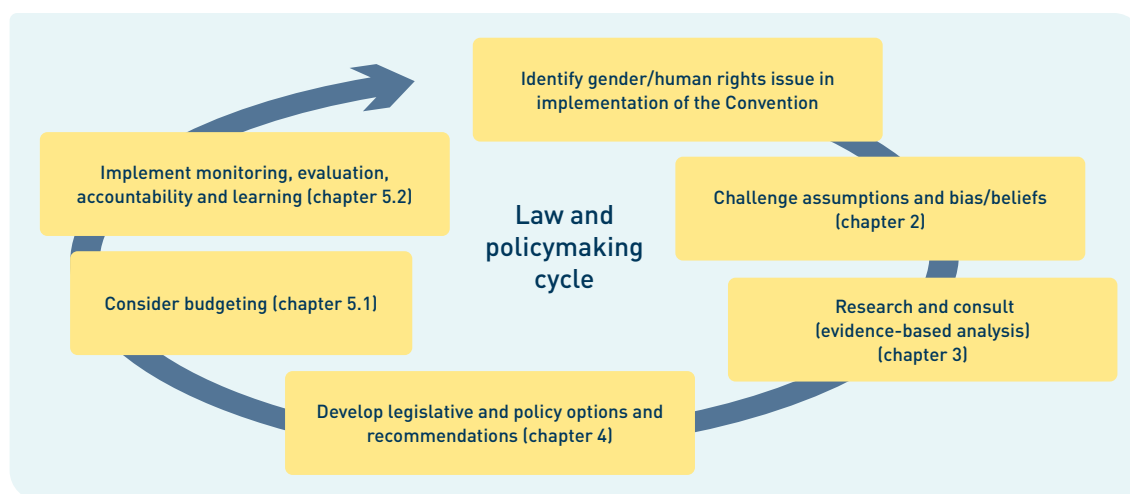 Identify gender/human rights issue in
implementation of the Convention
Challenge assumptions and bias/beliefs
(chapter 2)
Research and consult
(evidence-based analysis)
(chapter 3)
Develop legislative and policy options and
recommendations (chapter 4)
Consider budgeting (chapter 5.1)
Implement monitoring, evaluation,
accountability and learning (chapter 5.2)
Law and
policymaking
cycle